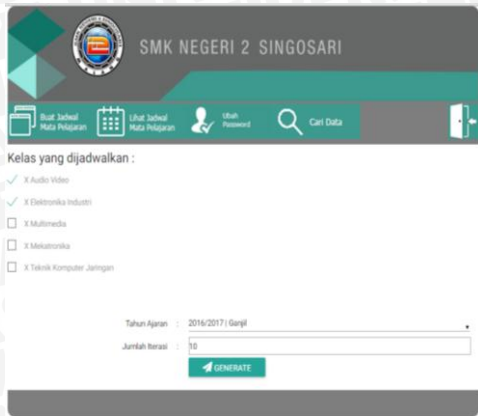 SMK NEGERI 2 SINGOSARI
Buat Jadwal
Mata Pelajaran
Lihat Jadwal
Mata Pelajaran
Ubah
Password
Cari Data
Kelas yang dijadwalkan :
X Audio Video
X Elektronika Industri
X Multimedia
X Mekatronika
X Teknik Komputer Jaringan
Tahun Ajaran : 2016/2017 | Ganjil
Jumlah Iterasi : 10
GENERATE